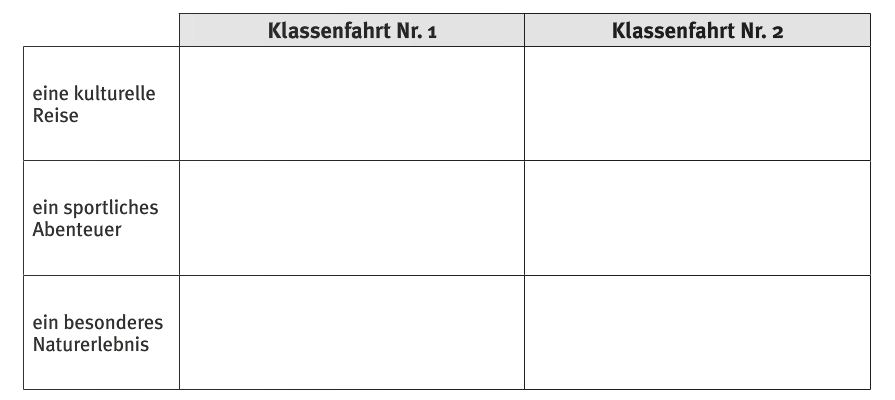 Klassenfahrt Nr. 1 Klassenfahrt Nr. 2
eine kulturelle
Reise
ein sportliches
Abenteuer
ein besonderes
Naturerlebnis